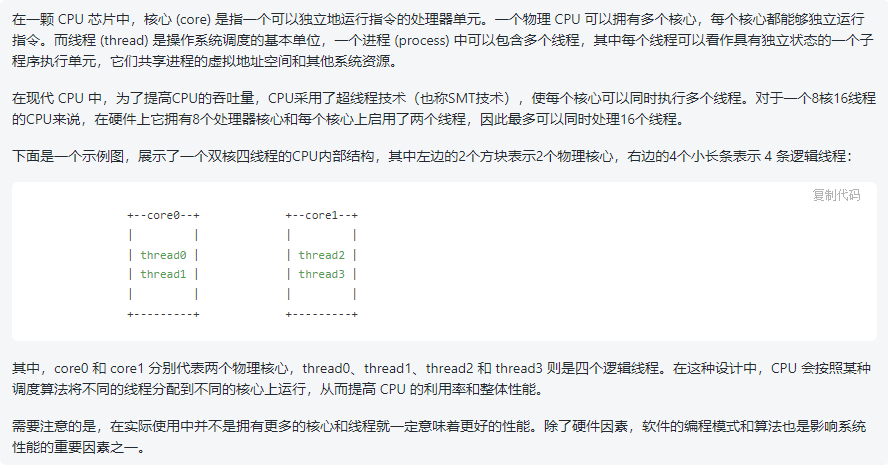 在一颗 CPU 芯片中，核心 (core) 是指一个可以独立地运行指令的处理器单元。一个物理 CPU 可以拥有多个核心，每个核心都能够独立运行
指令。而线程 (thread) 是操作系统调度的基本单位，一个进程 (process) 中可以包含多个线程，其中每个线程可以看作具有独立状态的一个子
程序执行单元，它们共享进程的虚拟地址空间和其他系统资源。
在现代 CPU 中，为了提高CPU的吞吐量，CPU采用了超线程技术（也称SMT技术），使每个核心可以同时执行多个线程。对于一个8核16线程
的CPU来说，在硬件上它拥有8个处理器核心和每个核心上启用了两个线程，因此最多可以同时处理16个线程。
下面是一个示例图，展示了一个双核四线程的CPU内部结构，其中左边的2个方块表示2个物理核心，右边的4个小长条表示 4 条逻辑线程：
复制代码
+--core0--+ +--core1--+
| | | |
| thread0 | | thread2 |
| thread1 | | thread3 |
| | | |
+---------+ +---------+
其中，core0 和 core1 分别代表两个物理核心，thread0、thread1、thread2 和 thread3 则是四个逻辑线程。在这种设计中，CPU 会按照某种
调度算法将不同的线程分配到不同的核心上运行，从而提高 CPU 的利用率和整体性能。
需要注意的是，在实际使用中并不是拥有更多的核心和线程就一定意味着更好的性能。除了硬件因素，软件的编程模式和算法也是影响系统
性能的重要因素之一。